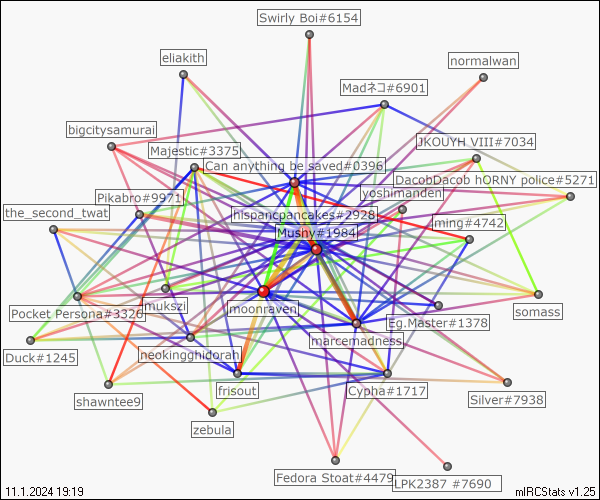 Swirly Boi#6154
eliakith
normalwan
Madネコ#6901
bigcitysamurai
JKOUYH VIII#7034
Majestic#3375
Can anything be saved#0396
DacobDacob hORNY police#5271
yoshimanden
Pikabro#9971
the_second_twat
hispancpancakes#2928
ming#4742
Mushy#1984
mukszi
moonraven
somass
Pocket Persona#3326
Eg.Master#1378
marcemadness
Duck#1245
neokingghidorah
frisout
Cypha#1717
shawntee9
Silver#7938
zebula
Fedora Stoat#4479
LPK2387 #7690
11.1.2024 19:19
mIRCStats v1.25